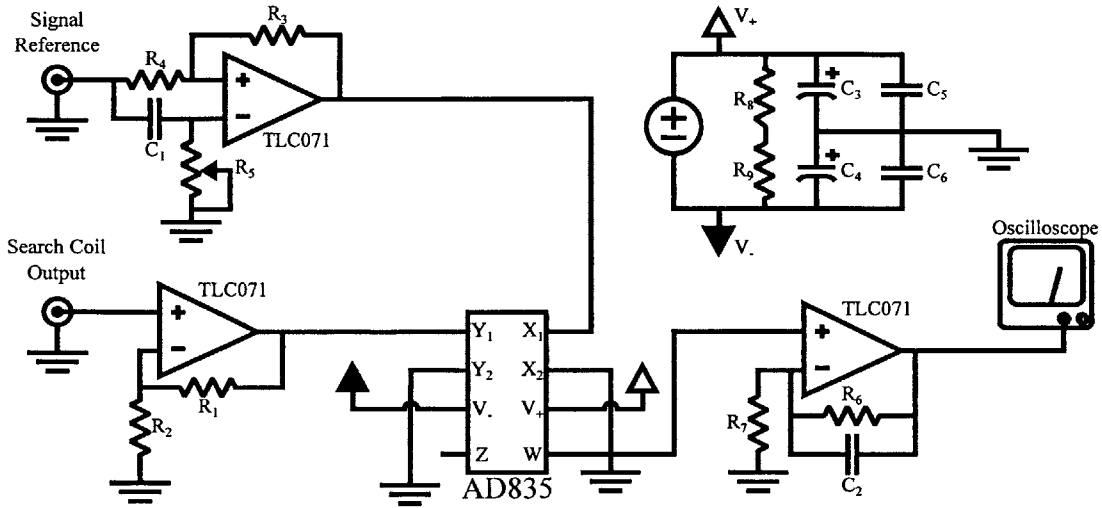 Signal
Reference
R3
R4
+
−
TLC071
C1
R5
V+
R8
+
C3
C5
+
−
R9
+
C4
C6
V-
Search Coil
Output
TLC071
+
−
R1
R2
Y1
X1
Y2
X2
V-
V+
Z
W
AD835
TLC071
+
−
R6
R7
C2
Oscilloscope